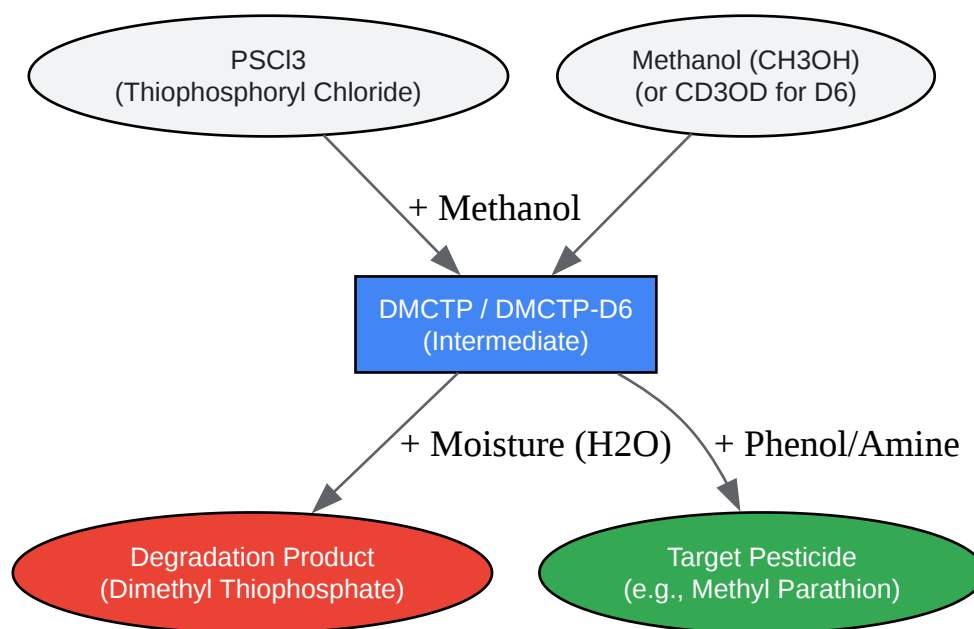 PSCl3
(Thiophosphoryl Chloride)
Methanol (CH3OH)
(or CD3OD for D6)
+ Methanol
DMCTP / DMCTP-D6
(Intermediate)
+ Moisture (H2O)
+ Phenol/Amine
Degradation Product
(Dimethyl Thiophosphate)
Target Pesticide
(e.g., Methyl Parathion)